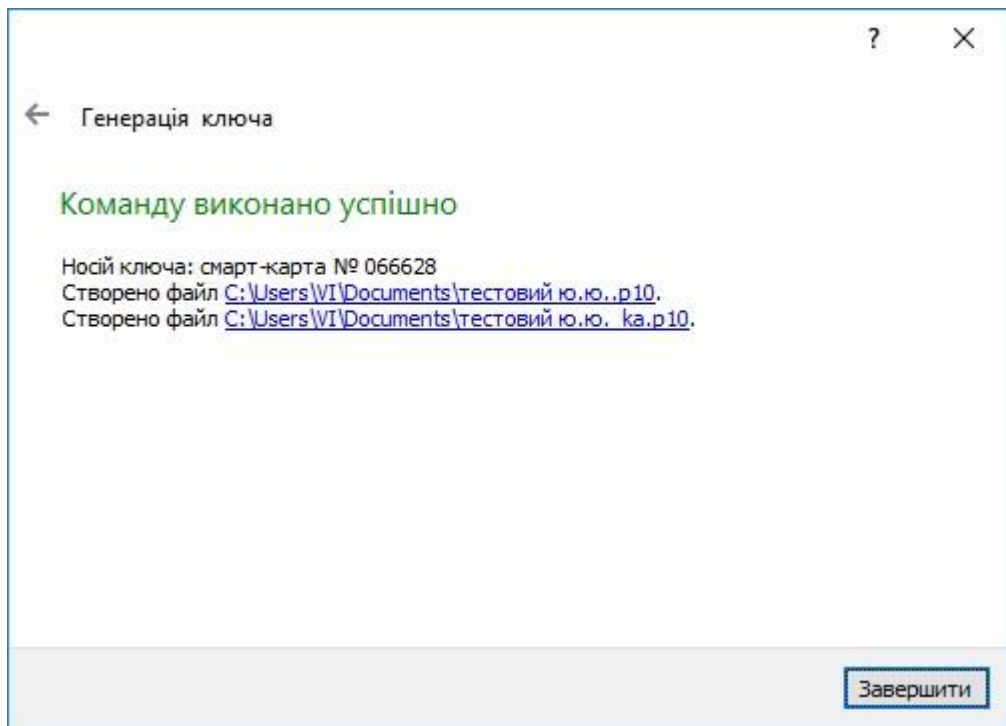 ?
Генерація ключа
Команду виконано успішно
Носій ключа: смарт-карта № 066628
Створено файл C:\Users\VI\Documents\тестовий ю.ю..p10.
Створено файл C:\Users\VI\Documents\тестовий ю.ю._ka.p10.
Завершити